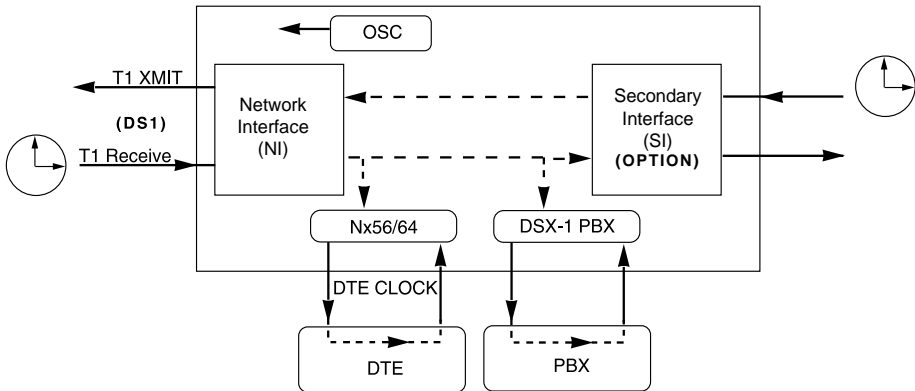 OSC
T1 XMIT
(DS1)
T1 Receive
Network
Interface
(NI)
Secondary
Interface
(SI)
(OPTION)
Nx56/64
DSX-1 PBX
DTE CLOCK
DTE
PBX